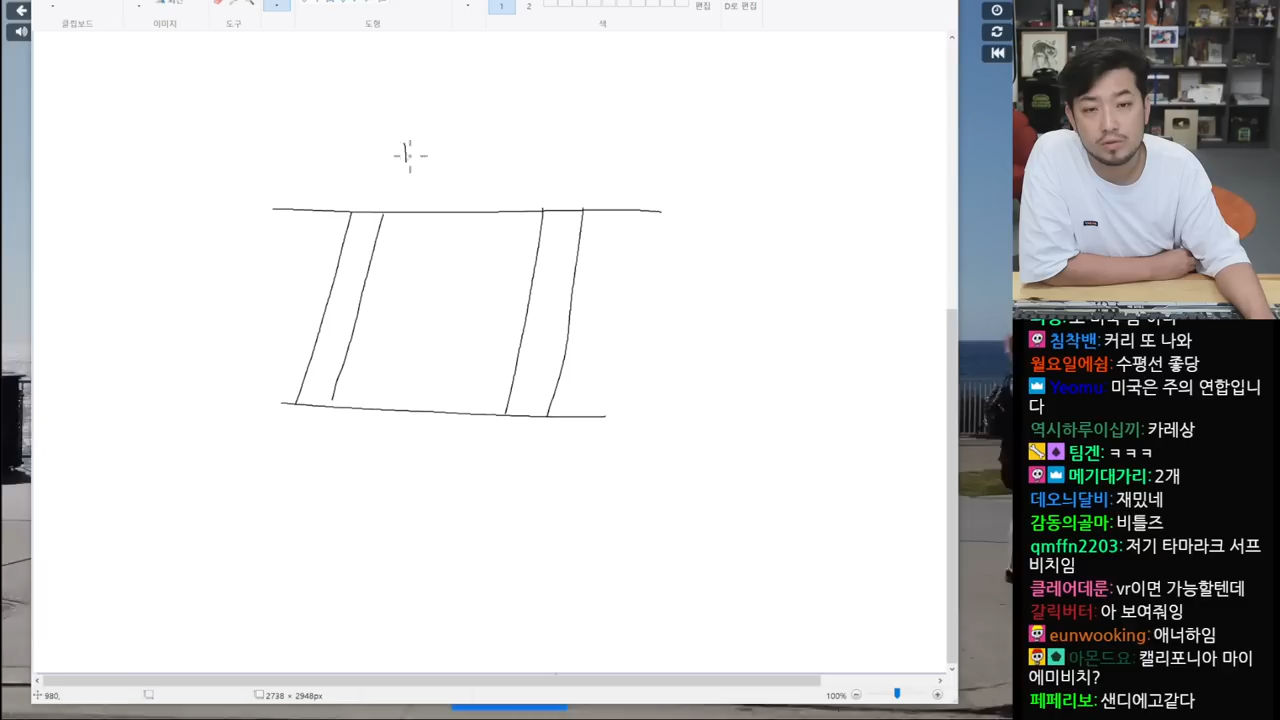 클립보드
이미지
도구
도형
1
2
색
편집
D로 편집
침착밴: 커리 또 나와
월요일에쉽: 수평선 좋당
Yeomu: 미국은 주의 연합입니
다
역시하루이십끼: 카레상
팀겐: ㅋㅋㅋ
메기대가리: 2개
데오늬달비: 재밌네
감동의골마: 비틀즈
qmffn2203: 저기 타마라크 서프
비치임
클레어데룬: vr이면 가능할텐데
갈릭버터: 아 보여줘잉
eunwooking: 애너하임
아몬드요: 캘리포니아 마이
에미비치?
페페리보: 샌디에고같다
980,
2738 × 2948px
100%